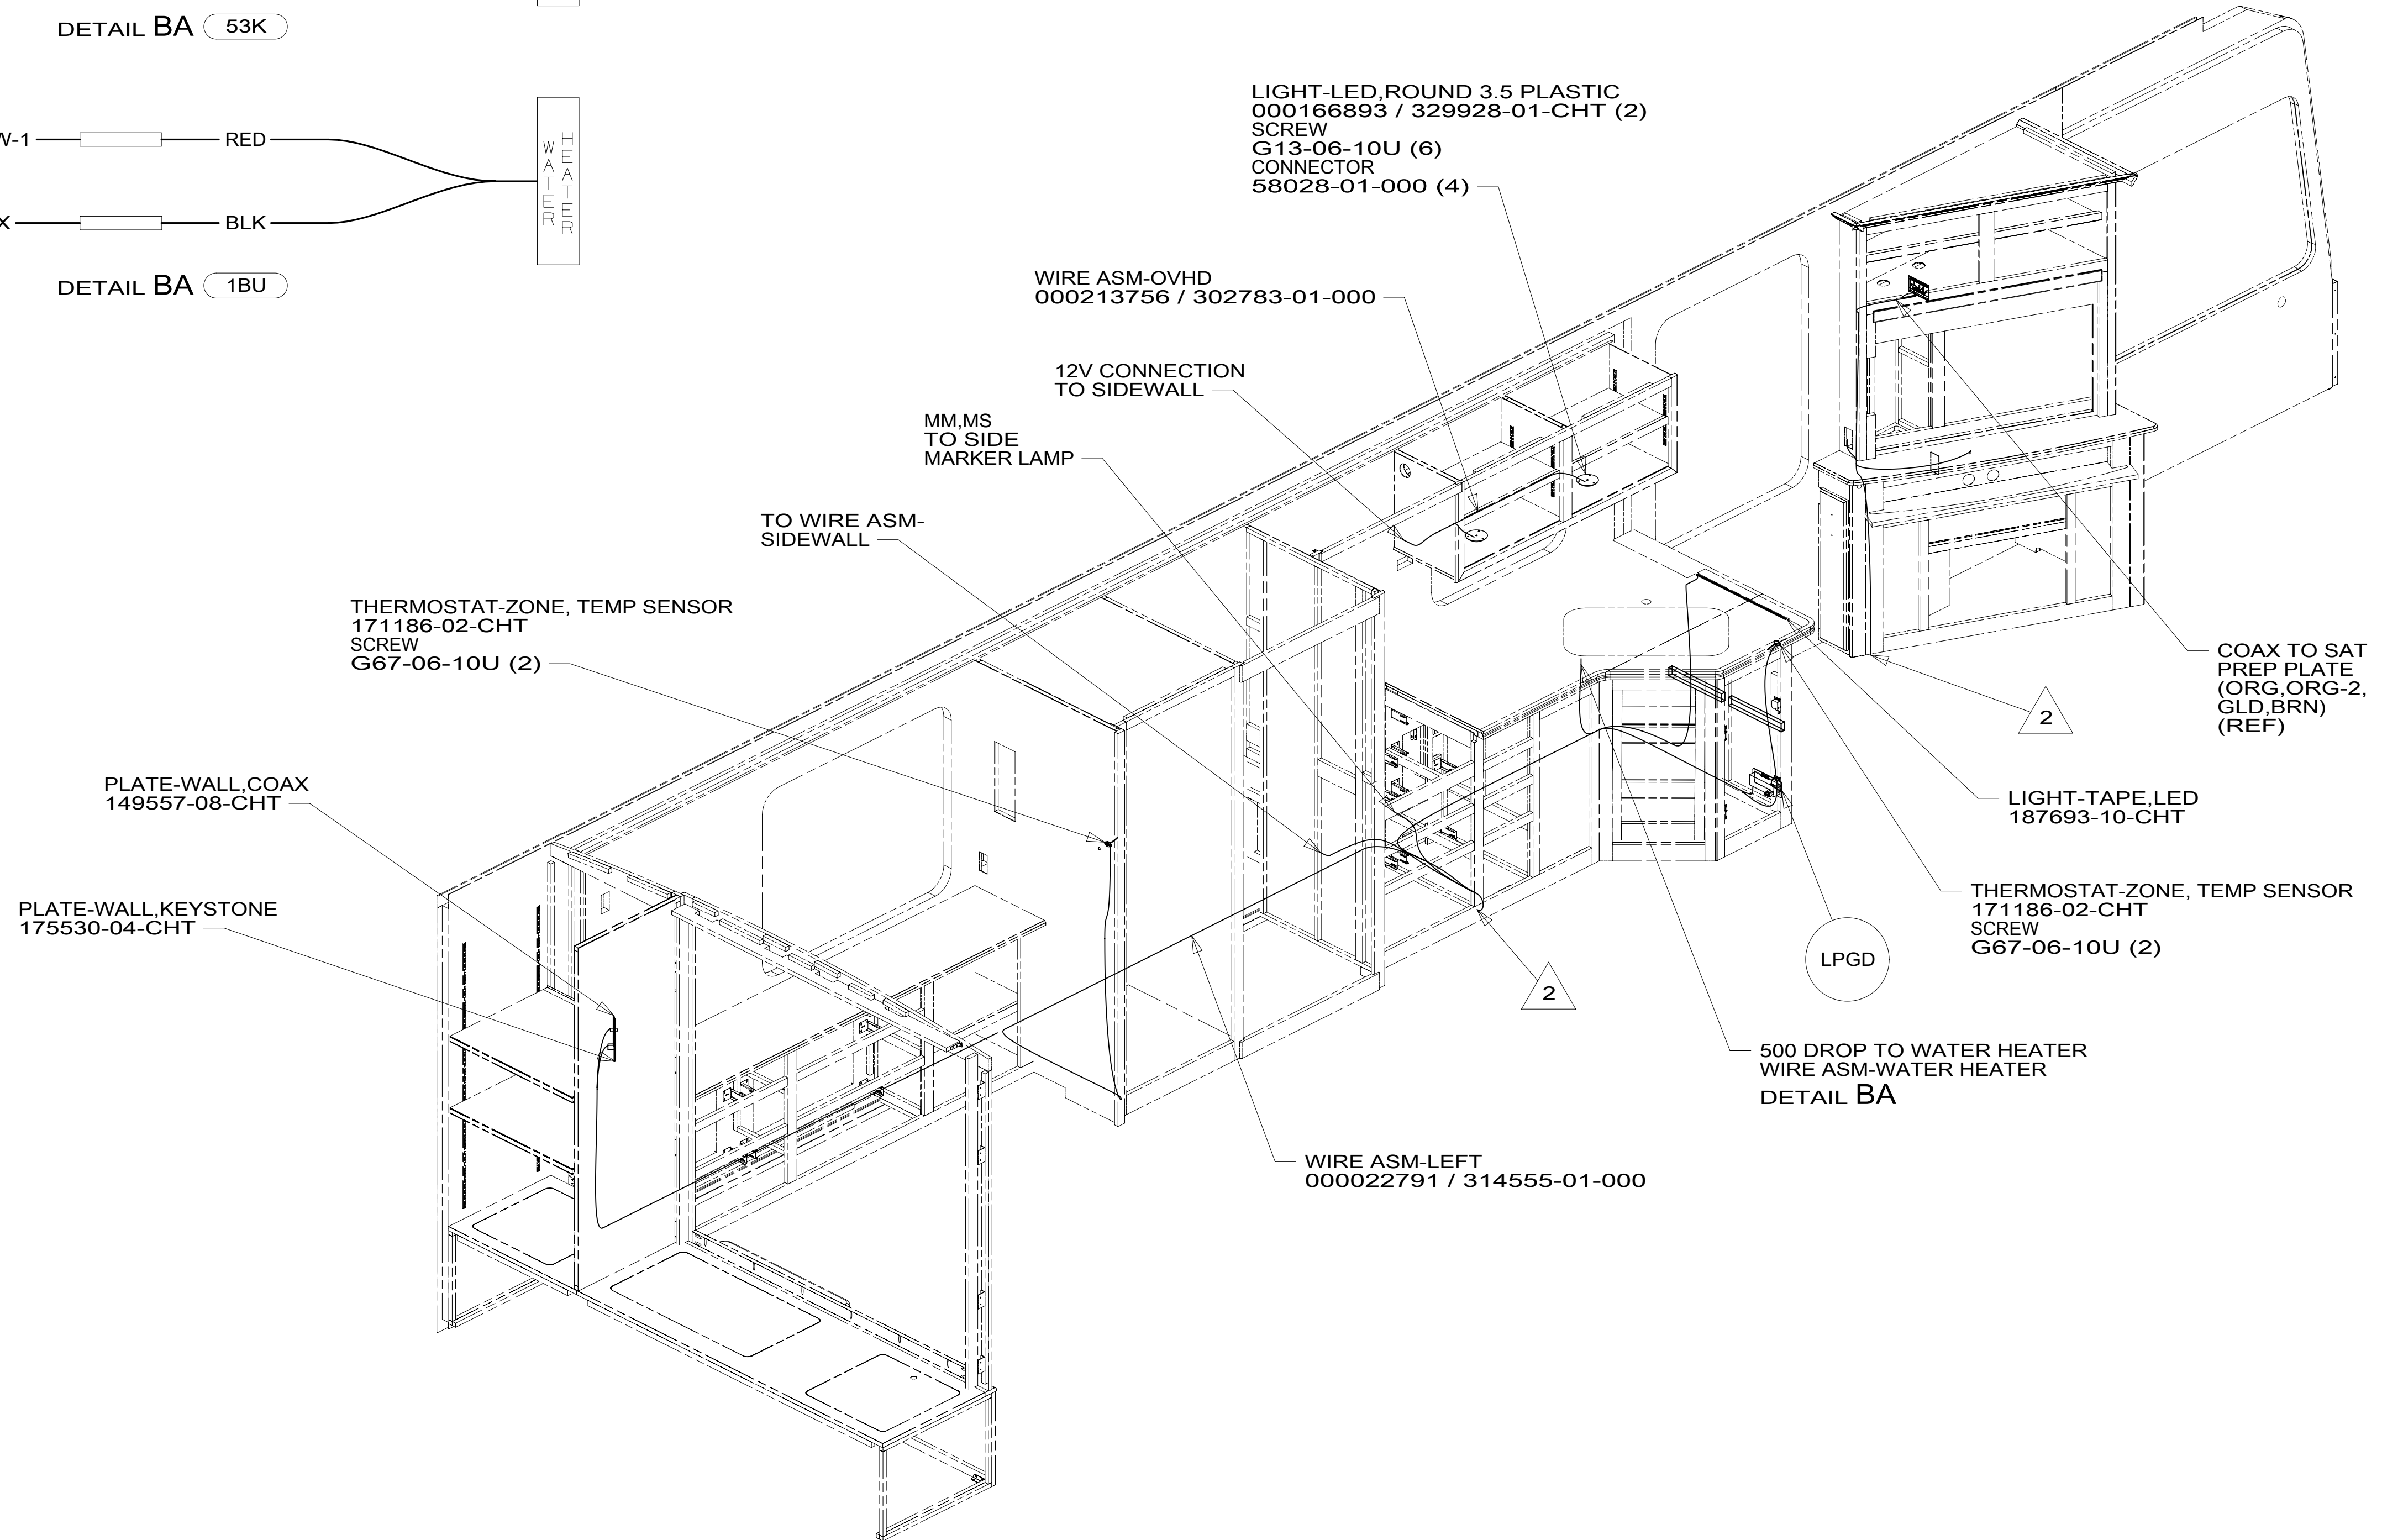 DETAIL BA 53K
RED
BLK
WATER
HEATER
DETAIL BA 1BU
LIGHT-LED,ROUND 3.5 PLASTIC
000166893 / 329928-01-CHT (2)
SCREW
G13-06-10U (6)
CONNECTOR
58028-01-000 (4)
WIRE ASM-OVHD
000213756 / 302783-01-000
12V CONNECTION
TO SIDEWALL
MM,MS
TO SIDE
MARKER LAMP
TO WIRE ASM-
SIDEWALL
THERMOSTAT-ZONE, TEMP SENSOR
171186-02-CHT
SCREW
G67-06-10U (2)
PLATE-WALL,COAX
149557-08-CHT
PLATE-WALL,KEYSTONE
175530-04-CHT
COAX TO SAT
PREP PLATE
(ORG,ORG-2,
GLD,BRN)
(REF)
2
LIGHT-TAPE,LED
187693-10-CHT
THERMOSTAT-ZONE, TEMP SENSOR
171186-02-CHT
SCREW
G67-06-10U (2)
LPGD
2
500 DROP TO WATER HEATER
WIRE ASM-WATER HEATER
DETAIL BA
WIRE ASM-LEFT
000022791 / 314555-01-000